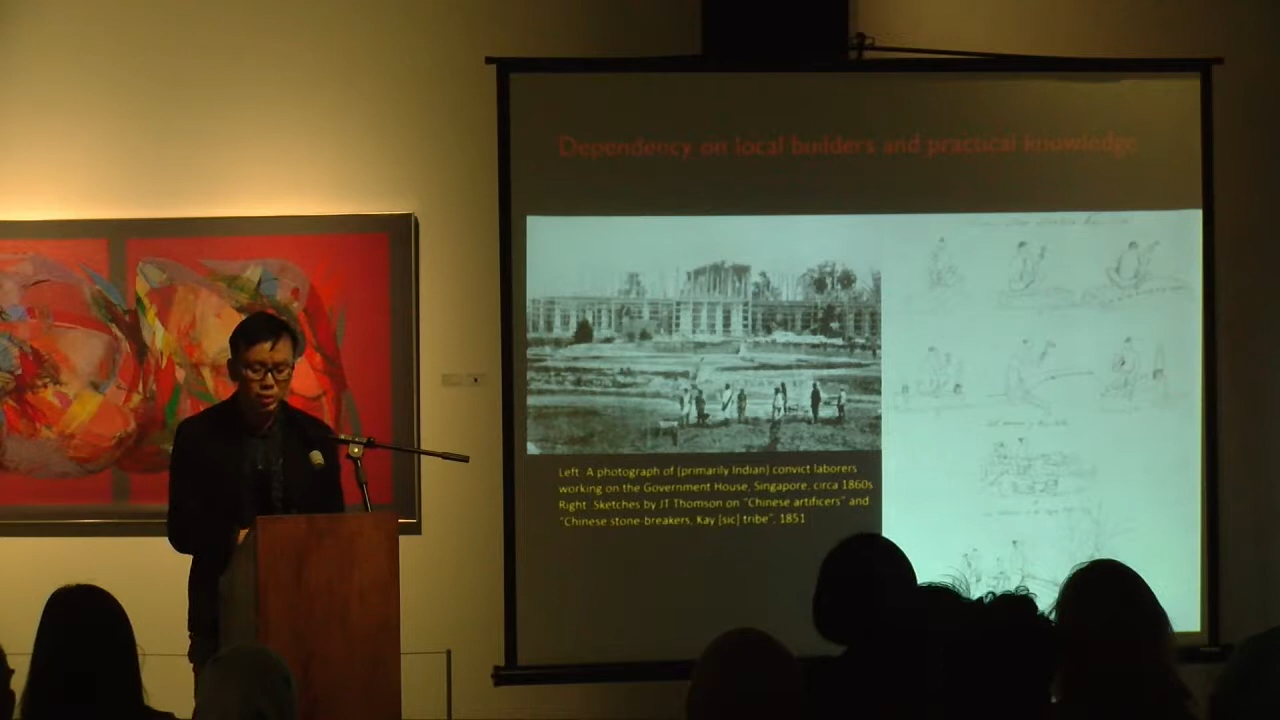 Dependency on local builders and practical knowledge
Left: A photograph of (primarily Indian) convict laborers
working on the Government House, Singapore, circa 1860s
Right: Sketches by JT Thomson on "Chinese artificers" and
"Chinese stone-breakers, Kay [sic] tribe", 1851